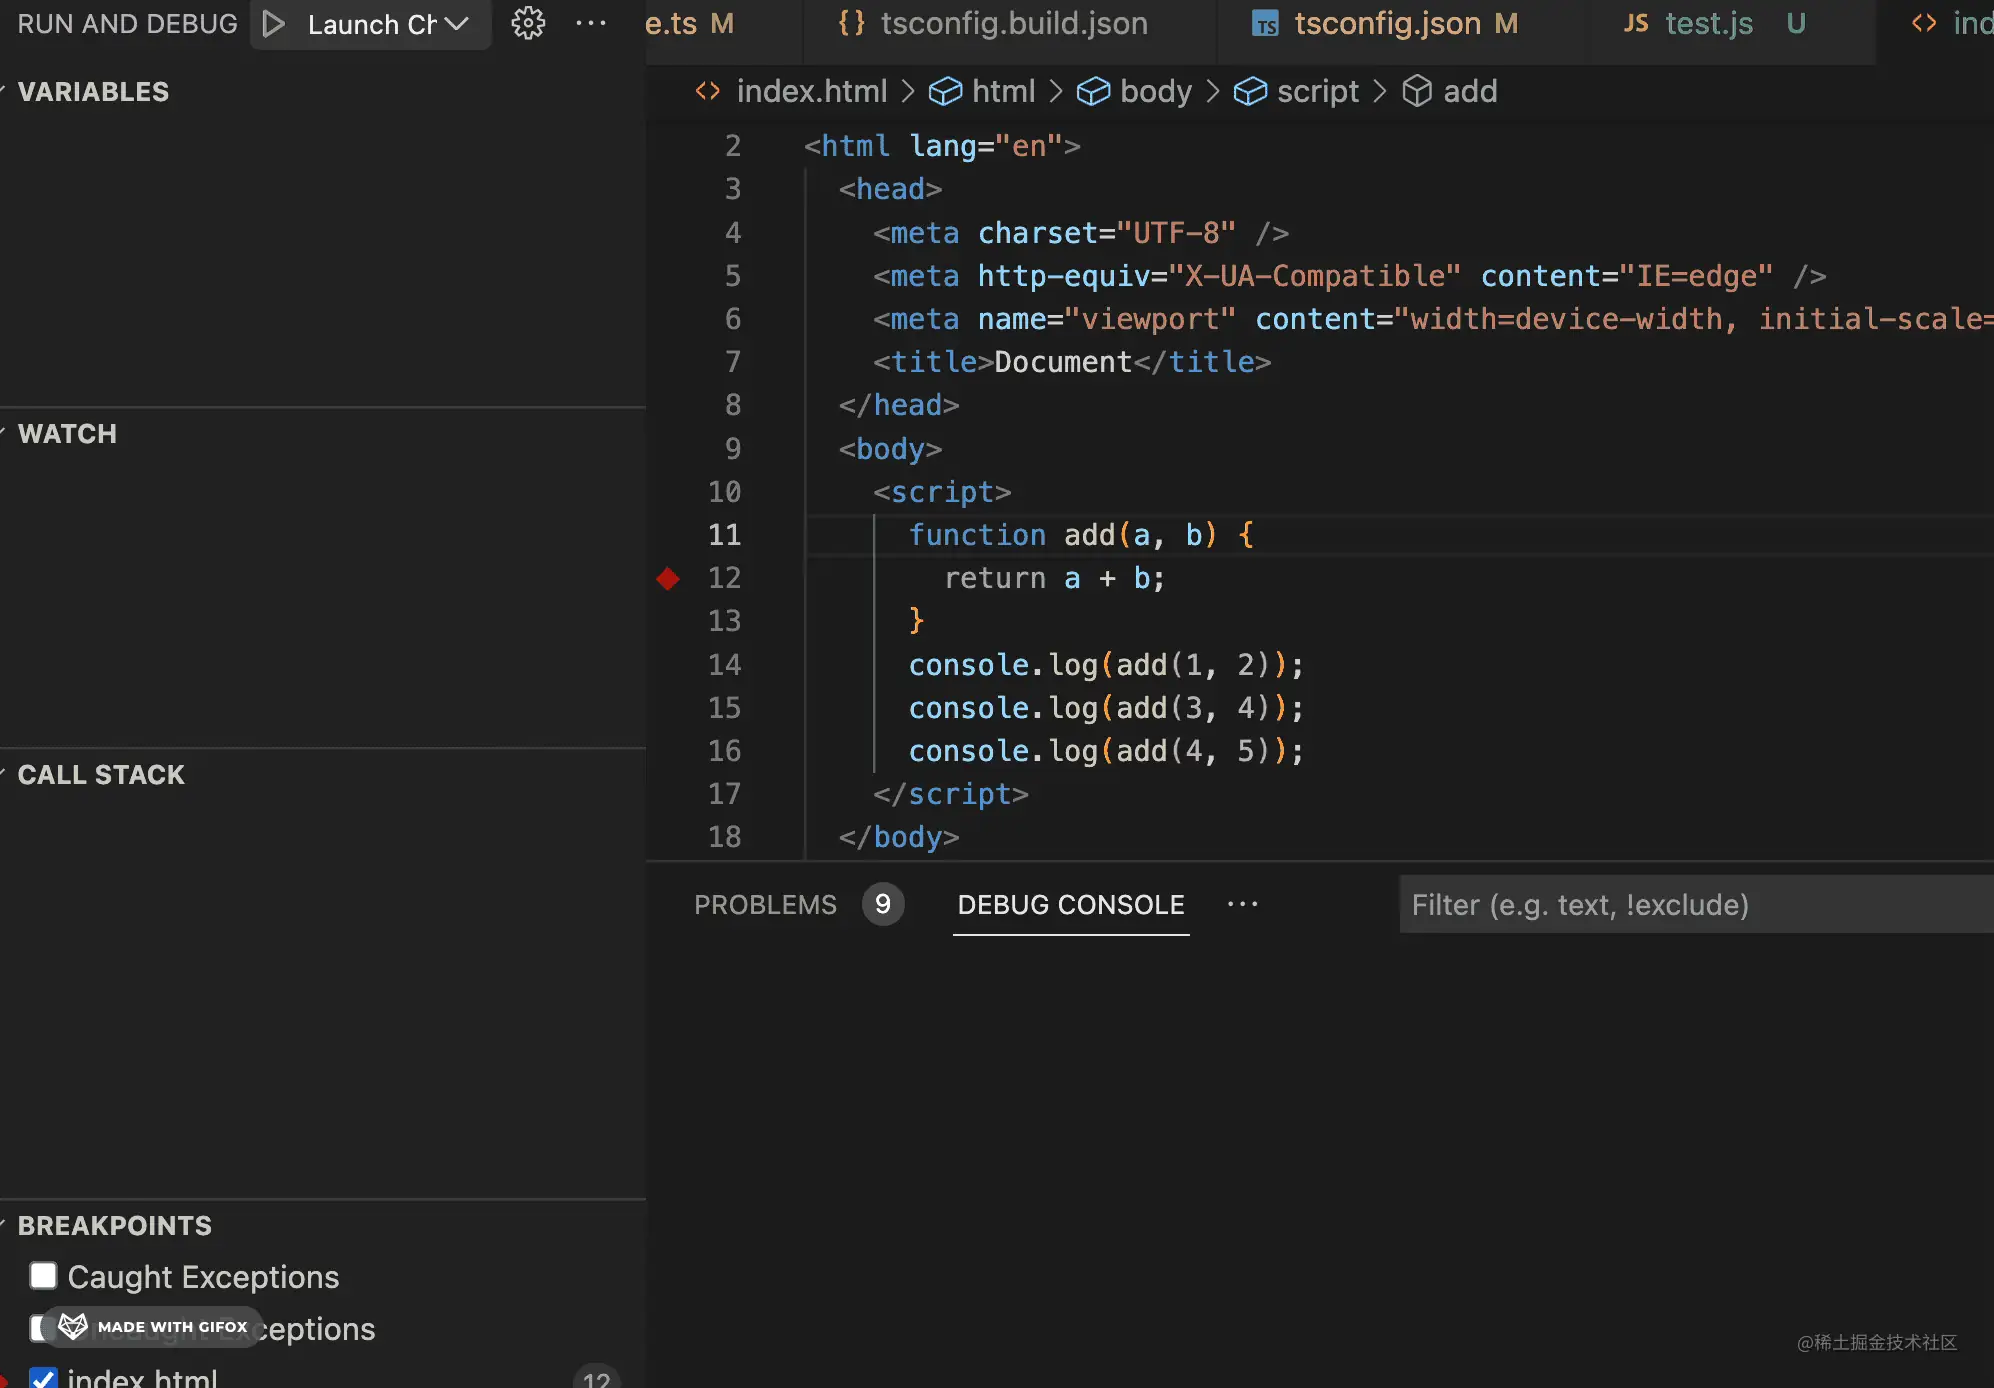 RUN AND DEBUG Launch Ch
VARIABLES
WATCH
CALL STACK
BREAKPOINTS
Caught Exceptions
ceptions
MADE WITH GIFOX
index.html 12
e.ts M {} tsconfig.build.json TS tsconfig.json M JS test.js U <> ind
<> index.html > html > body > script > add
2 <html lang="en">
3 <head>
4 <meta charset="UTF-8" />
5 <meta http-equiv="X-UA-Compatible" content="IE=edge" />
6 <meta name="viewport" content="width=device-width, initial-scale=
7 <title>Document</title>
8 </head>
9 <body>
10 <script>
11 function add(a, b) {
12 return a + b;
13 }
14 console.log(add(1, 2));
15 console.log(add(3, 4));
16 console.log(add(4, 5));
17 </script>
18 </body>
PROBLEMS 9 DEBUG CONSOLE ··· Filter (e.g. text, !exclude)
@稀土掘金技术社区